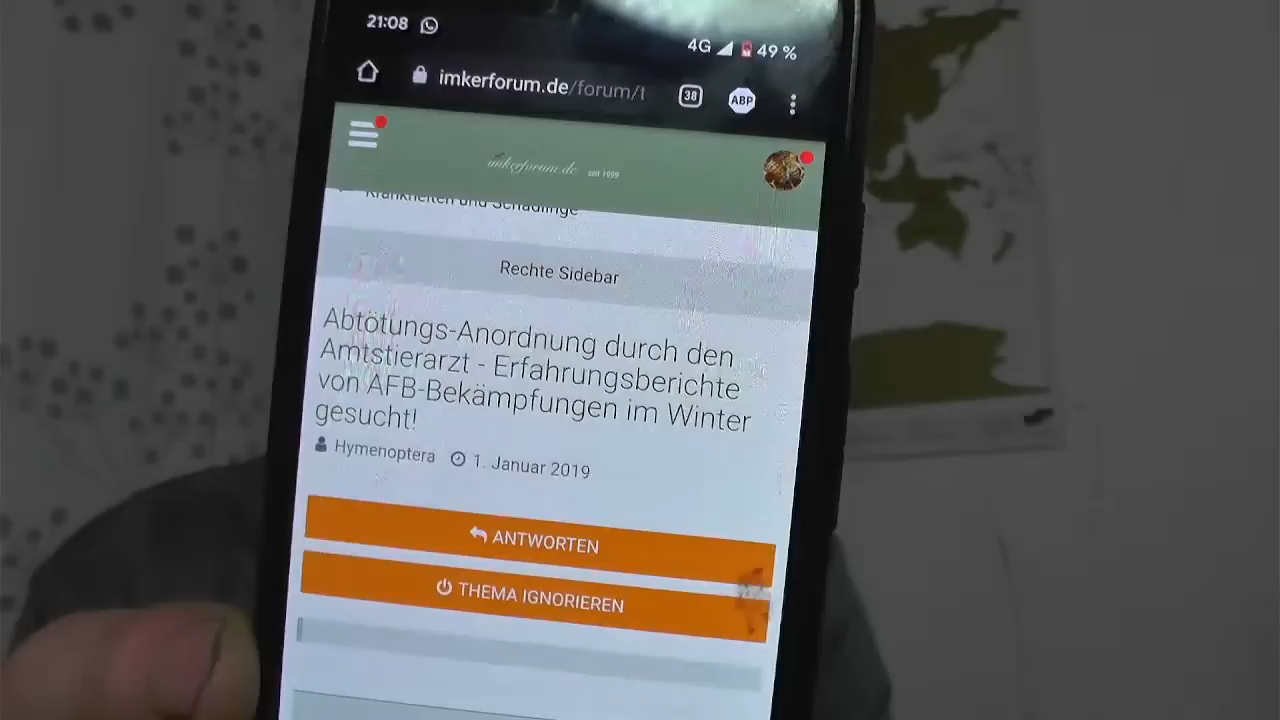 21:08
4G 49 %
imkerforum.de/forum/t 38 ABP
imkerforum.de seit 1999
Krankheiten und Schädlinge
Rechte Sidebar
Abtötungs-Anordnung durch den
Amtstierarzt - Erfahrungsberichte
von AFB-Bekämpfungen im Winter
gesucht!
Hymenoptera 1. Januar 2019
ANTWORTEN
THEMA IGNORIEREN